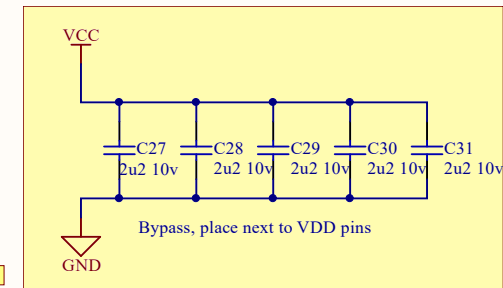 VCC
C27 C28 C29 C30 C31
2u2 10v 2u2 10v 2u2 10v 2u2 10v 2u2 10v
Bypass, place next to VDD pins
GND